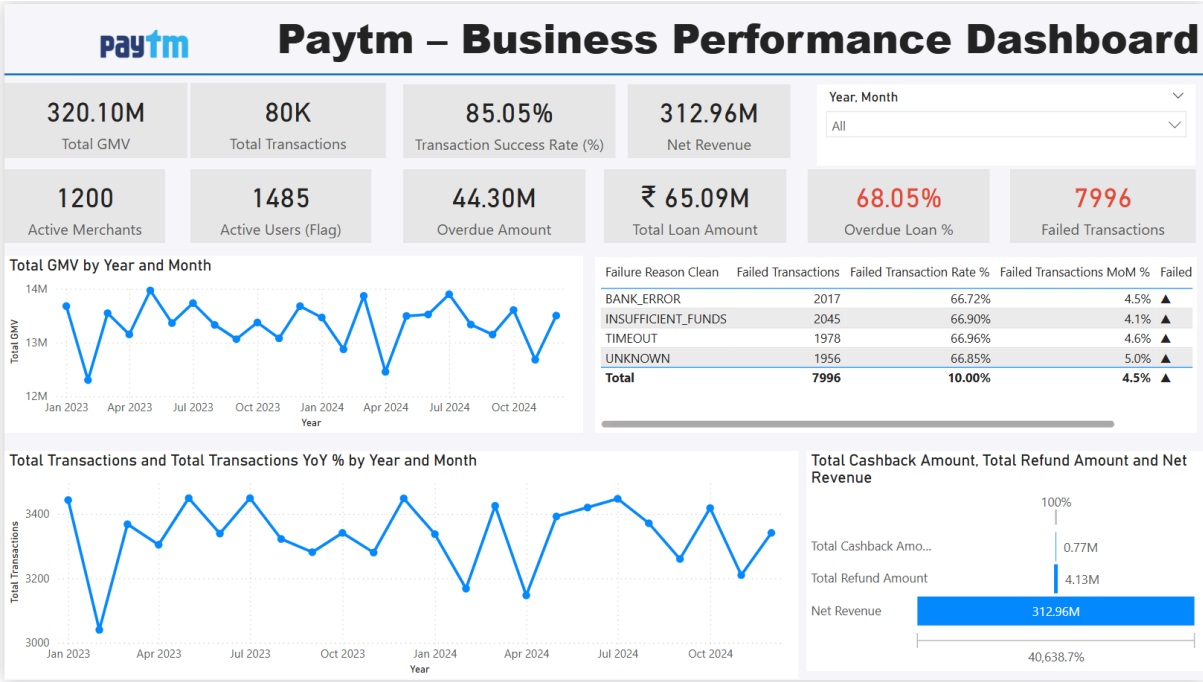 paytm
Paytm – Business Performance Dashboard
320.10M
Total GMV
80K
Total Transactions
85.05%
Transaction Success Rate (%)
312.96M
Net Revenue
Year, Month
All
1200
Active Merchants
1485
Active Users (Flag)
44.30M
Overdue Amount
₹ 65.09M
Total Loan Amount
68.05%
Overdue Loan %
7996
Failed Transactions
Total GMV by Year and Month
14M
13M
12M
Total GMV
Jan 2023 Apr 2023 Jul 2023 Oct 2023 Jan 2024 Apr 2024 Jul 2024 Oct 2024
Year
Failure Reason Clean Failed Transactions Failed Transaction Rate % Failed Transactions MoM % Failed
BANK_ERROR 2017 66.72% 4.5% ▲
INSUFFICIENT_FUNDS 2045 66.90% 4.1% ▲
TIMEOUT 1978 66.96% 4.6% ▲
UNKNOWN 1956 66.85% 5.0% ▲
Total 7996 10.00% 4.5% ▲
Total Transactions and Total Transactions YoY % by Year and Month
3400
3200
3000
Total Transactions
Jan 2023 Apr 2023 Jul 2023 Oct 2023 Jan 2024 Apr 2024 Jul 2024 Oct 2024
Year
Total Cashback Amount, Total Refund Amount and Net
Revenue
100%
Total Cashback Amo... 0.77M
Total Refund Amount 4.13M
Net Revenue 312.96M
40,638.7%